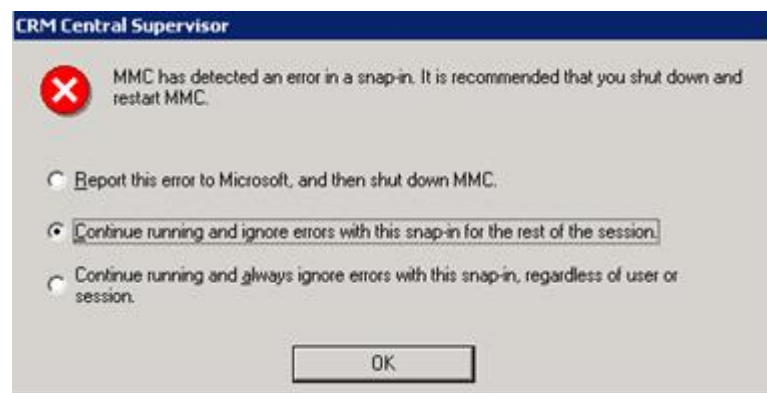 CRM Central Supervisor
MMC has detected an error in a snap-in. It is recommended that you shut down and
restart MMC.
Report this error to Microsoft, and then shut down MMC.
Continue running and ignore errors with this snap-in for the rest of the session.
Continue running and always ignore errors with this snap-in, regardless of user or
session.
OK